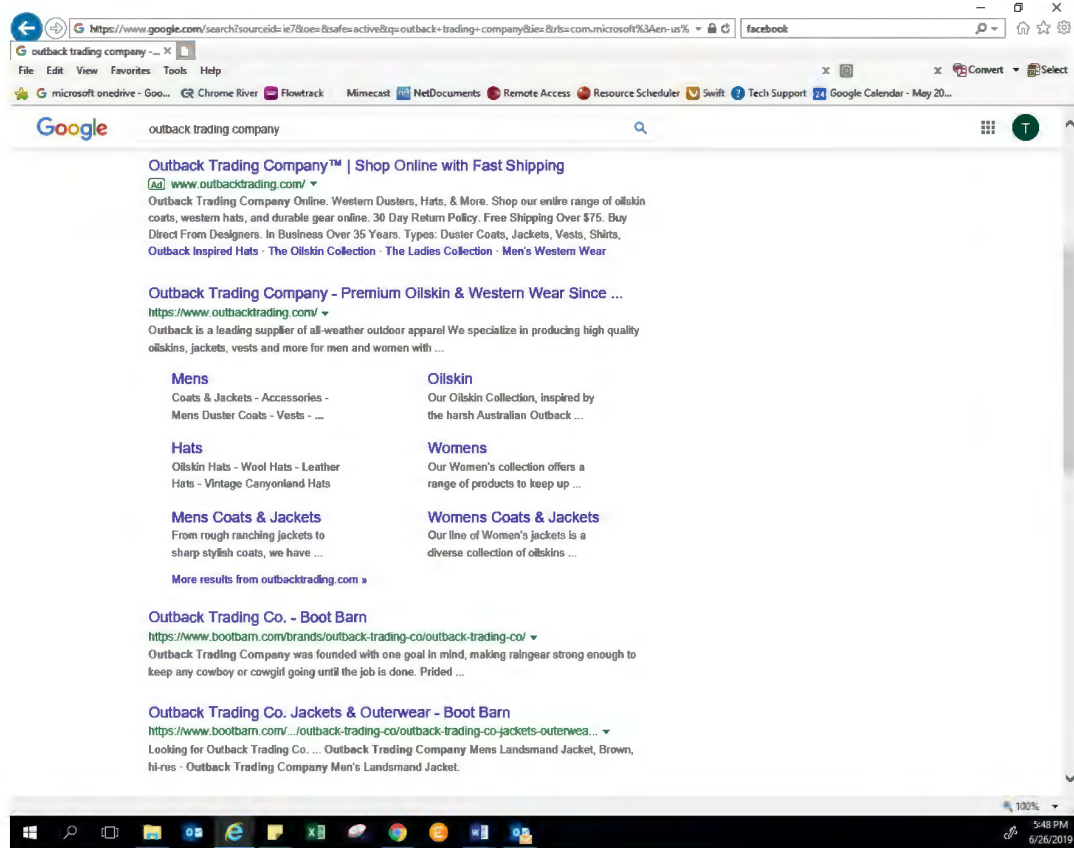 https://www.google.com/search?sourceid=ie7&oe=&safe=active&q=outback+trading+company&ie=&rls=com.microsoft%3Aen-us%
facebook
outback trading company -...
File Edit View Favorites Tools Help
Convert
Select
microsoft onedrive - Goo... Chrome River Flowtrack Mimecast NetDocuments Remote Access Resource Scheduler Swift Tech Support 24 Google Calendar - May 20...
Google
outback trading company
T
Outback Trading Company™ | Shop Online with Fast Shipping
Ad www.outbacktrading.com/
Outback Trading Company Online. Western Dusters, Hats, & More. Shop our entire range of oilskin
coats, western hats, and durable gear online. 30 Day Return Policy. Free Shipping Over $75. Buy
Direct From Designers. In Business Over 35 Years. Types: Duster Coats, Jackets, Vests, Shirts,
Outback Inspired Hats · The Oilskin Collection · The Ladies Collection · Men's Western Wear
Outback Trading Company - Premium Oilskin & Western Wear Since ...
https://www.outbacktrading.com/
Outback is a leading supplier of all-weather outdoor apparel We specialize in producing high quality
oilskins, jackets, vests and more for men and women with ...
Mens
Coats & Jackets - Accessories -
Mens Duster Coats - Vests - ...
Oilskin
Our Oilskin Collection, inspired by
the harsh Australian Outback ...
Hats
Oilskin Hats - Wool Hats - Leather
Hats - Vintage Canyonland Hats
Womens
Our Women's collection offers a
range of products to keep up ...
Mens Coats & Jackets
From rough ranching jackets to
sharp stylish coats, we have ...
Womens Coats & Jackets
Our line of Women's jackets is a
diverse collection of oilskins ...
More results from outbacktrading.com »
Outback Trading Co. - Boot Barn
https://www.bootbarn.com/brands/outback-trading-co/outback-trading-co/
Outback Trading Company was founded with one goal in mind, making raingear strong enough to
keep any cowboy or cowgirl going until the job is done. Prided ...
Outback Trading Co. Jackets & Outerwear - Boot Barn
https://www.bootbarn.com/.../outback-trading-co/outback-trading-co-jackets-outerwea...
Looking for Outback Trading Co. ... Outback Trading Company Mens Landsmand Jacket, Brown,
hi-res · Outback Trading Company Men's Landsmand Jacket.
100%
5:48 PM
6/26/2019